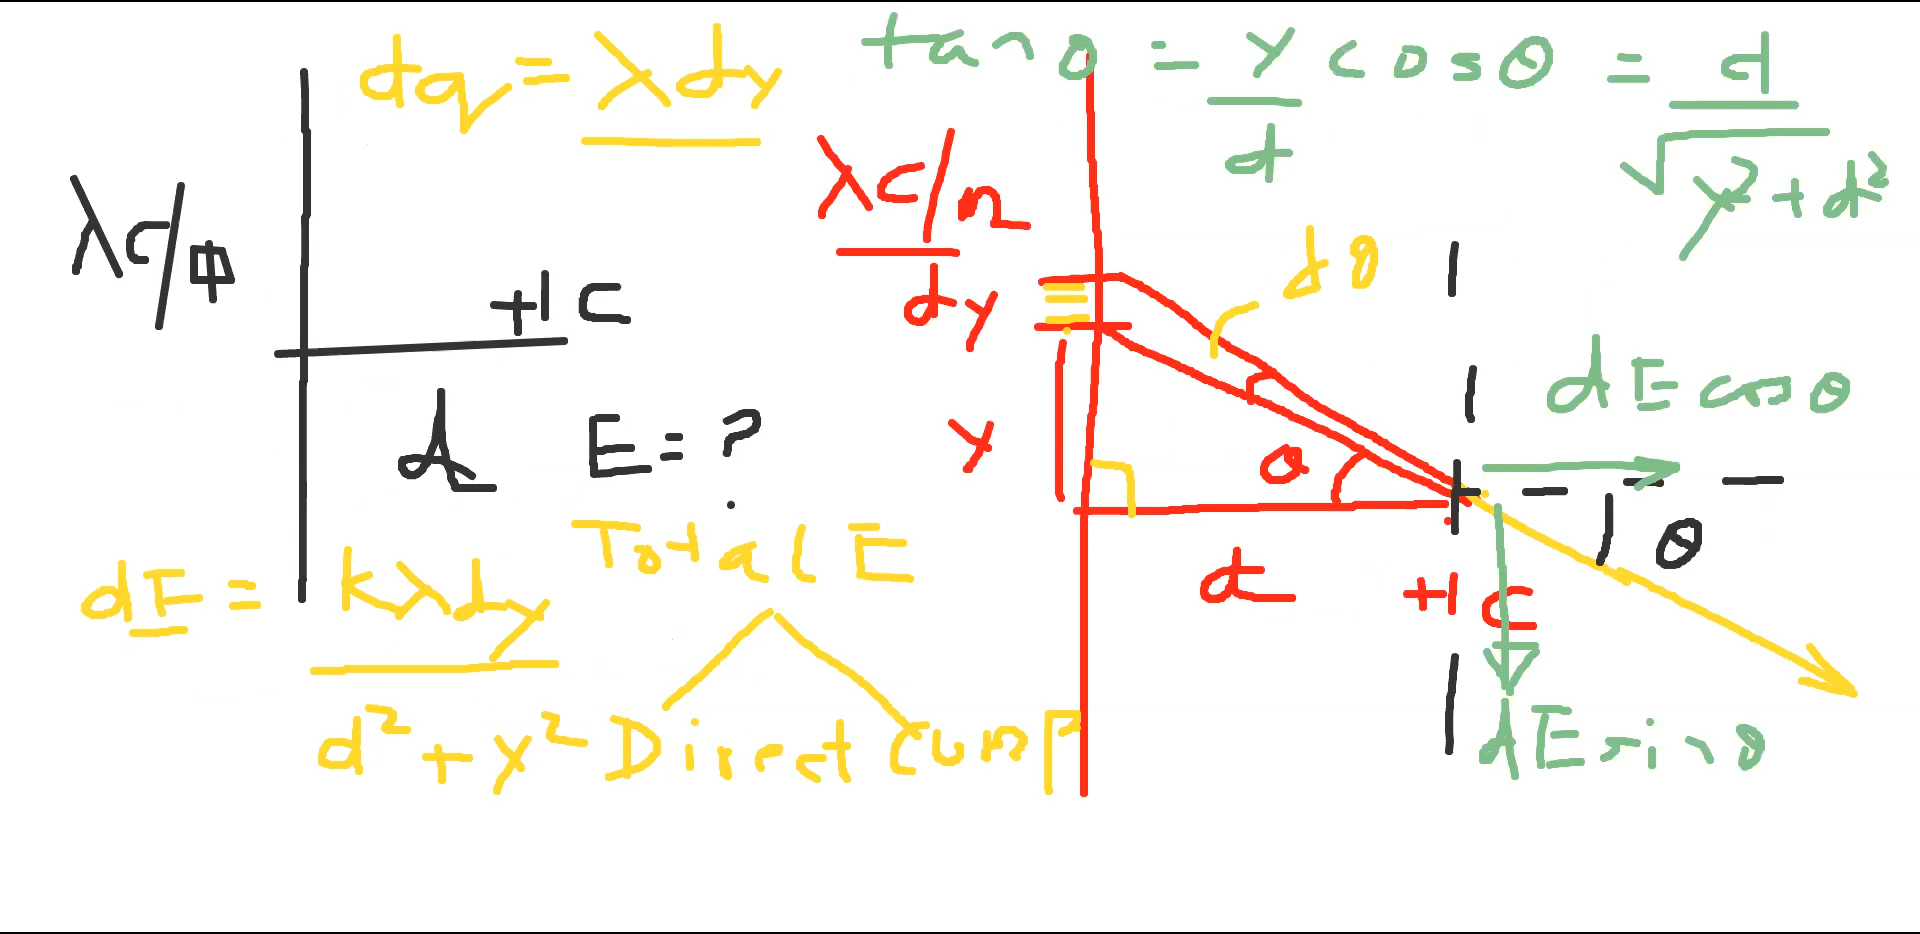 dq = λdy
tanθ = y/d
cosθ = d/√(y²+d²)
λC/m
λC/m
dy
dθ
+1C
d
E = ?
y
θ
dE cosθ
Total E
d
+1C
θ
dE = kλdy/(d²+y²)
Direct Comp
dE sinθ